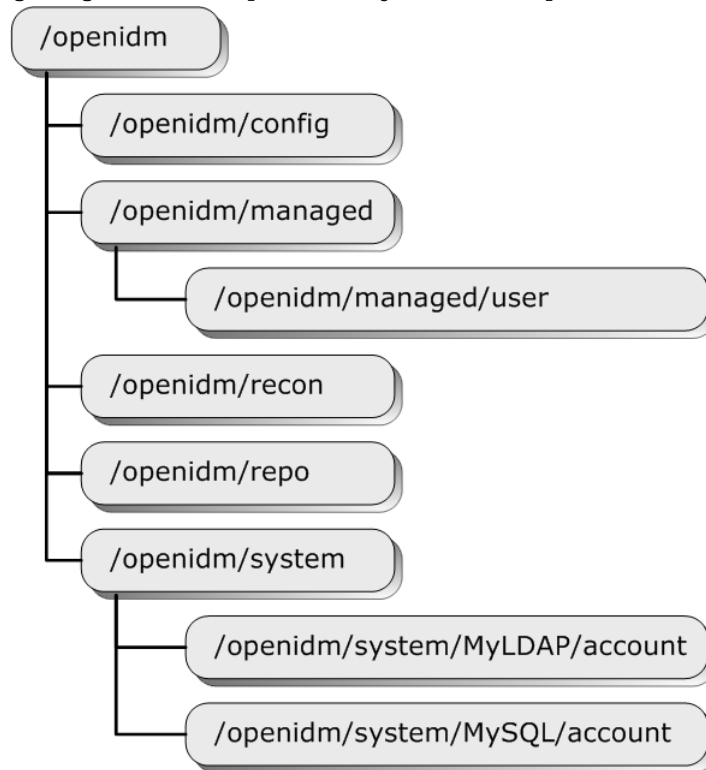 /openidm
/openidm/config
/openidm/managed
/openidm/managed/user
/openidm/recon
/openidm/repo
/openidm/system
/openidm/system/MyLDAP/account
/openidm/system/MySQL/account